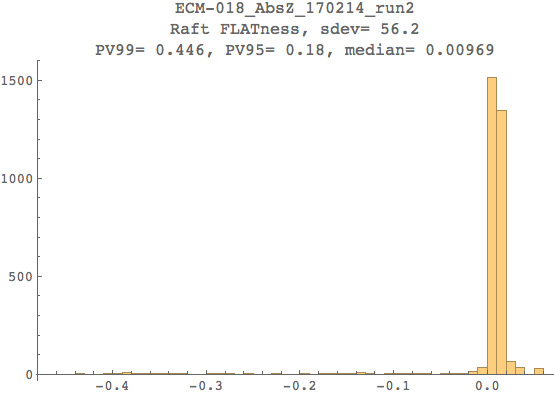 ECM-018_AbsZ_170214_run2
Raft FLATness, sdev= 56.2
PV99= 0.446, PV95= 0.18, median= 0.00969
1500
1000
500
0
-0.4 -0.3 -0.2 -0.1 0.0